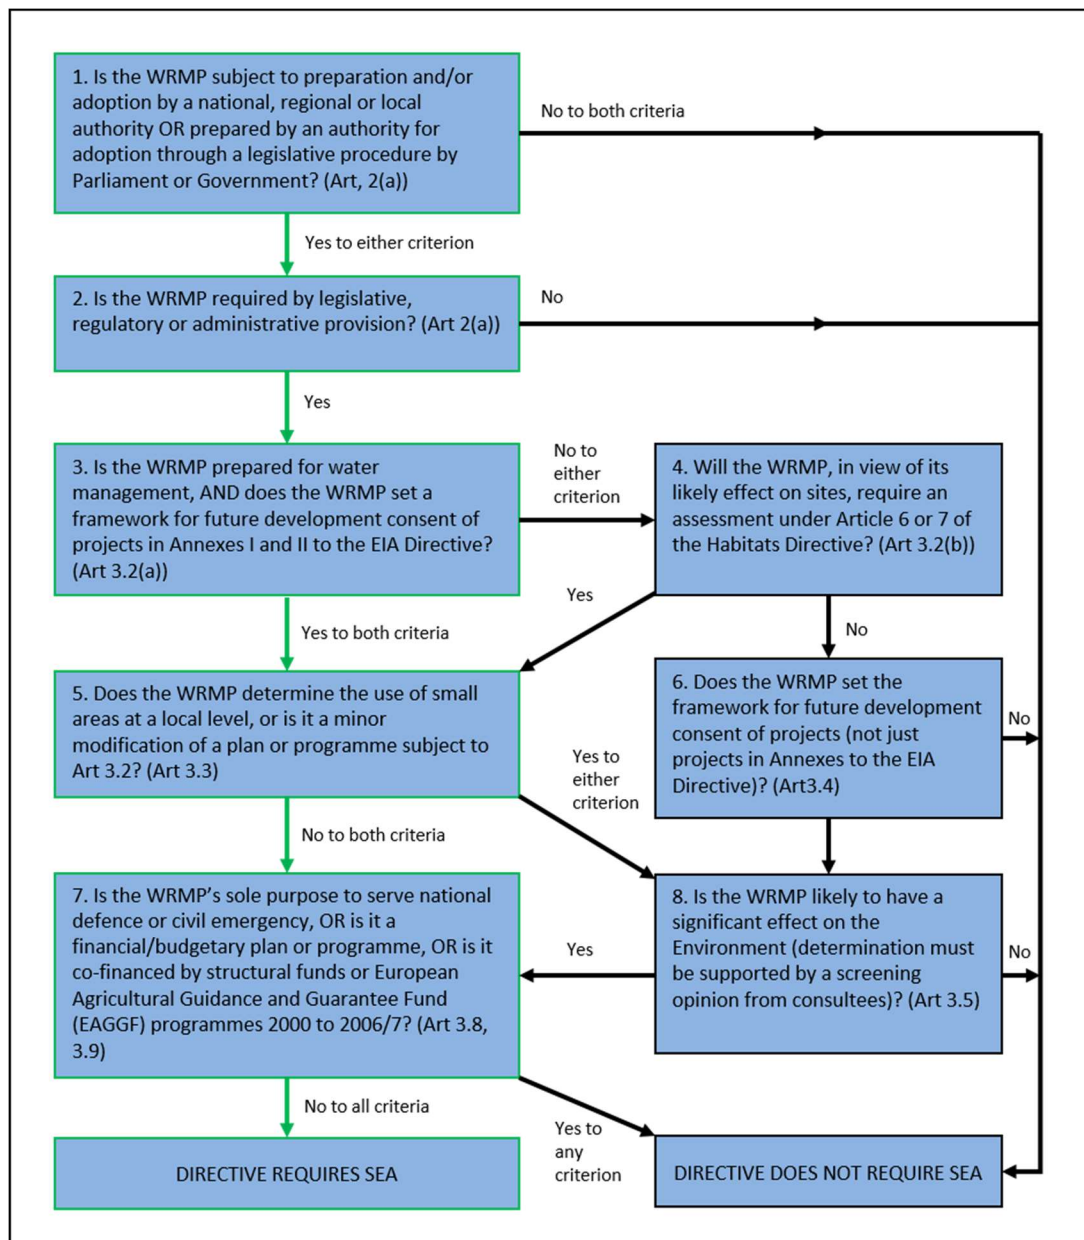 1. Is the WRMP subject to preparation and/or
adoption by a national, regional or local
authority OR prepared by an authority for
adoption through a legislative procedure by
Parliament or Government? (Art, 2(a))
No to both criteria
Yes to either criterion
2. Is the WRMP required by legislative,
regulatory or administrative provision? (Art 2(a))
No
Yes
3. Is the WRMP prepared for water
management, AND does the WRMP set a
framework for future development consent of
projects in Annexes I and II to the EIA Directive?
(Art 3.2(a))
No to
either
criterion
4. Will the WRMP, in view of its
likely effect on sites, require an
assessment under Article 6 or 7 of
the Habitats Directive? (Art 3.2(b))
Yes
No
Yes to both criteria
5. Does the WRMP determine the use of small
areas at a local level, or is it a minor
modification of a plan or programme subject to
Art 3.2? (Art 3.3)
6. Does the WRMP set the
framework for future development
consent of projects (not just
projects in Annexes to the EIA
Directive)? (Art3.4)
No
Yes to
either
criterion
No to both criteria
7. Is the WRMP's sole purpose to serve national
defence or civil emergency, OR is it a
financial/budgetary plan or programme, OR is it
co-financed by structural funds or European
Agricultural Guidance and Guarantee Fund
(EAGGF) programmes 2000 to 2006/7? (Art 3.8,
3.9)
Yes
8. Is the WRMP likely to have a
significant effect on the
Environment (determination must
be supported by a screening
opinion from consultees)? (Art 3.5)
No
No to all criteria
Yes to
any
criterion
DIRECTIVE REQUIRES SEA
DIRECTIVE DOES NOT REQUIRE SEA